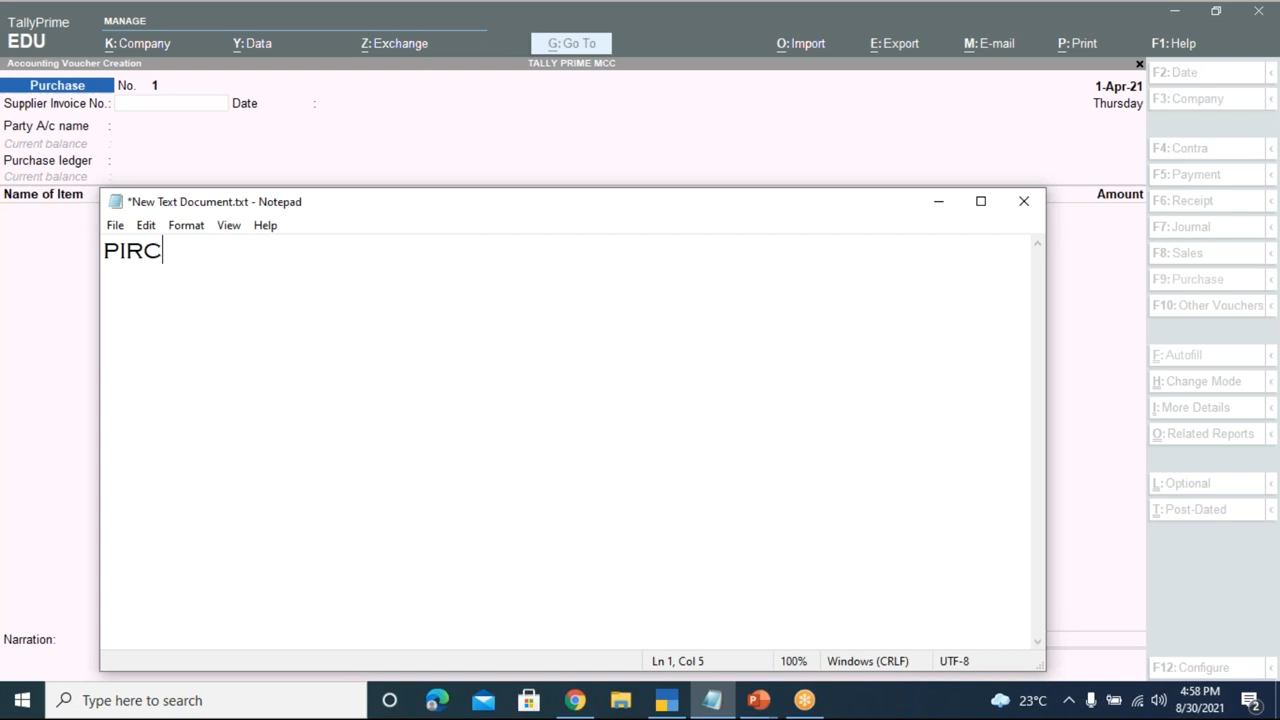 TallyPrime
EDU
MANAGE
K: Company
Y: Data
Z: Exchange
G: Go To
O: Import
E: Export
M: E-mail
P: Print
F1: Help
Accounting Voucher Creation
TALLY PRIME MCC
Purchase No. 1
1-Apr-21
Supplier Invoice No.: Date :
Thursday
Party A/c name :
Current balance :
Purchase ledger :
Current balance :
Name of Item
Amount
*New Text Document.txt - Notepad
File Edit Format View Help
PIRC
Ln 1, Col 5
100%
Windows (CRLF)
UTF-8
Narration:
F2: Date
F3: Company
F4: Contra
F5: Payment
F6: Receipt
F7: Journal
F8: Sales
F9: Purchase
F10: Other Vouchers
F: Autofill
H: Change Mode
I: More Details
O: Related Reports
L: Optional
T: Post-Dated
F12: Configure
Type here to search
23°C
4:58 PM
8/30/2021
2